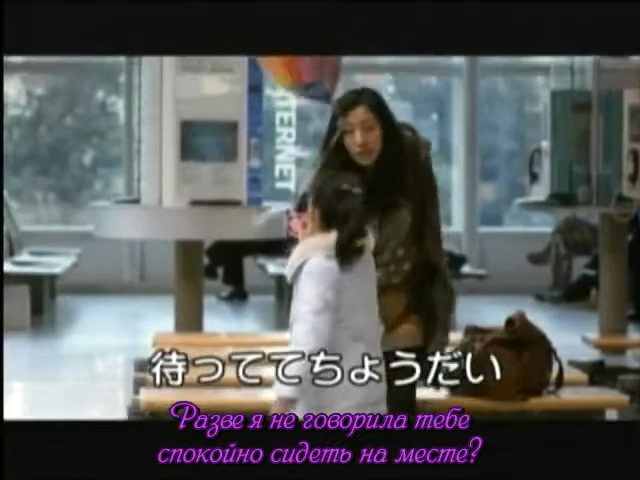 INTERNET
待っててちょうだい
Разве я не говорила тебе
спокойно сидеть на месте?